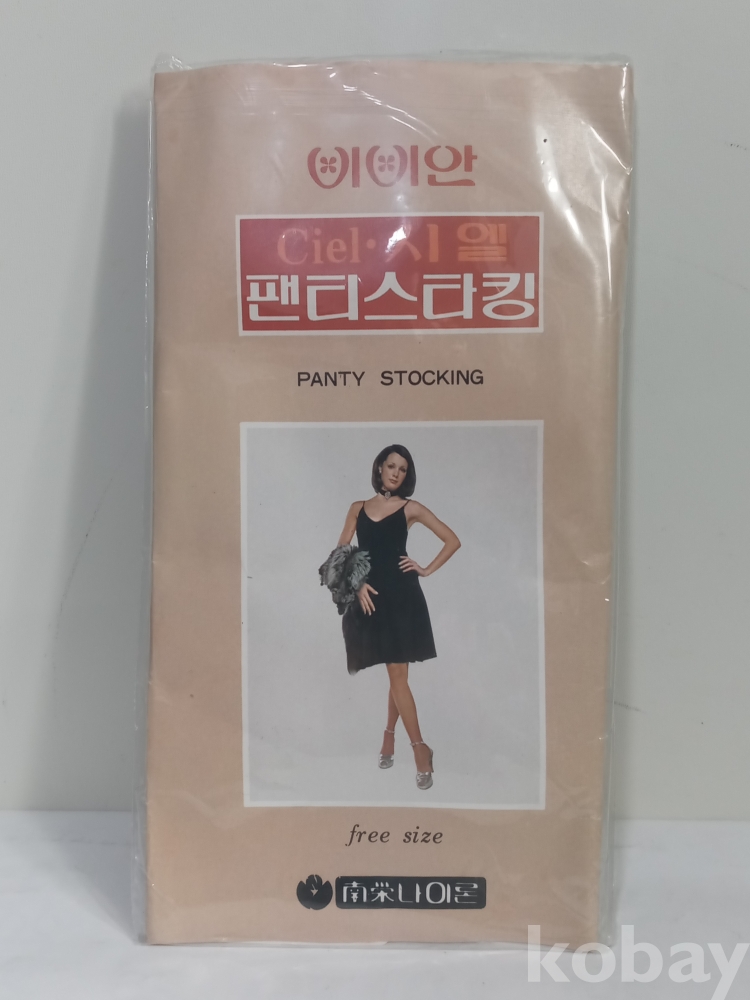 비비안
Ciel·시엘
팬티스타킹
PANTY STOCKING
free size
南荣나이론
kobay